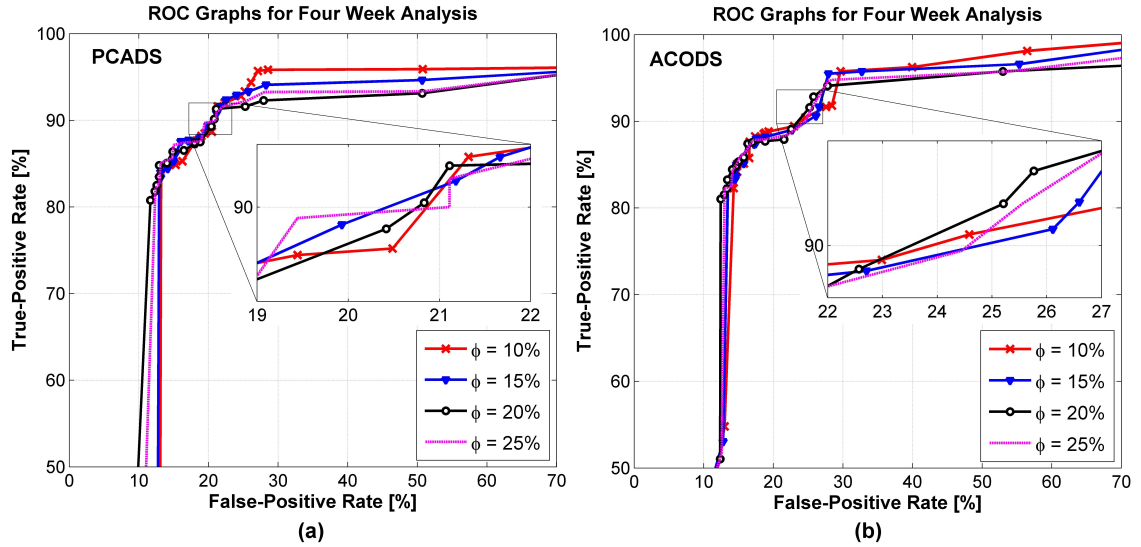 ROC Graphs for Four Week Analysis
PCADS
True-Positive Rate [%]
100
90
80
70
60
50
90
19
20
21
22
ϕ = 10%
ϕ = 15%
ϕ = 20%
ϕ = 25%
0
10
20
30
40
50
60
70
False-Positive Rate [%]
(a)
ROC Graphs for Four Week Analysis
ACODS
True-Positive Rate [%]
100
90
80
70
60
50
90
22
23
24
25
26
27
ϕ = 10%
ϕ = 15%
ϕ = 20%
ϕ = 25%
0
10
20
30
40
50
60
70
False-Positive Rate [%]
(b)